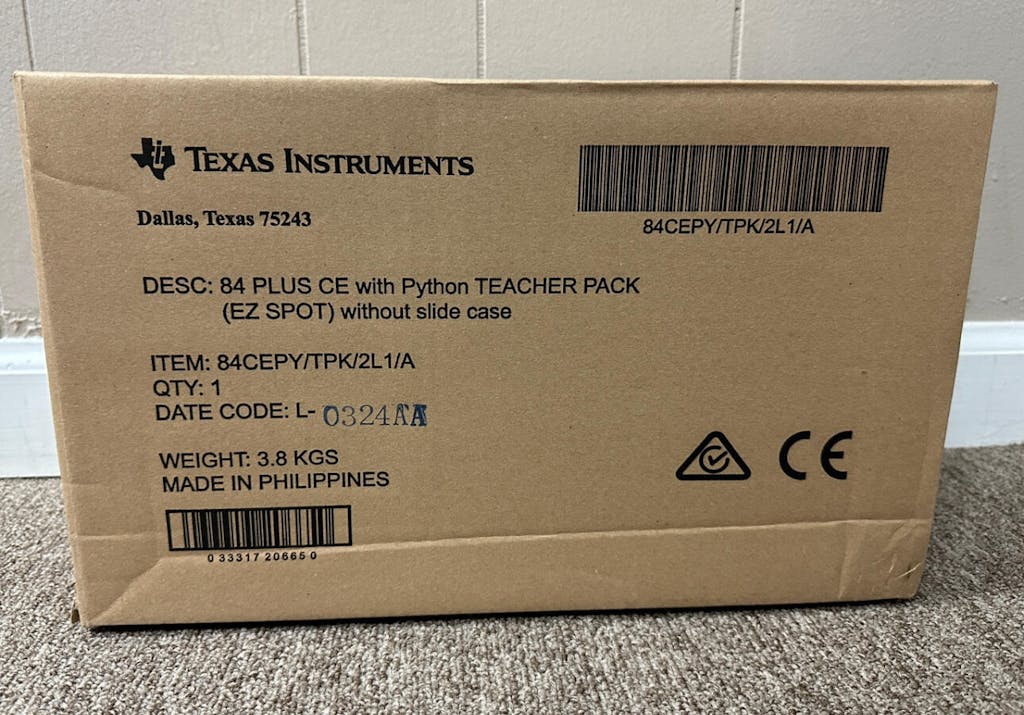 TEXAS INSTRUMENTS
Dallas, Texas 75243
84CEPY/TPK/2L1/A
DESC: 84 PLUS CE with Python TEACHER PACK
(EZ SPOT) without slide case
ITEM: 84CEPY/TPK/2L1/A
QTY: 1
DATE CODE: L- 0324AA
WEIGHT: 3.8 KGS
MADE IN PHILIPPINES
CE
0 33317 20665 0